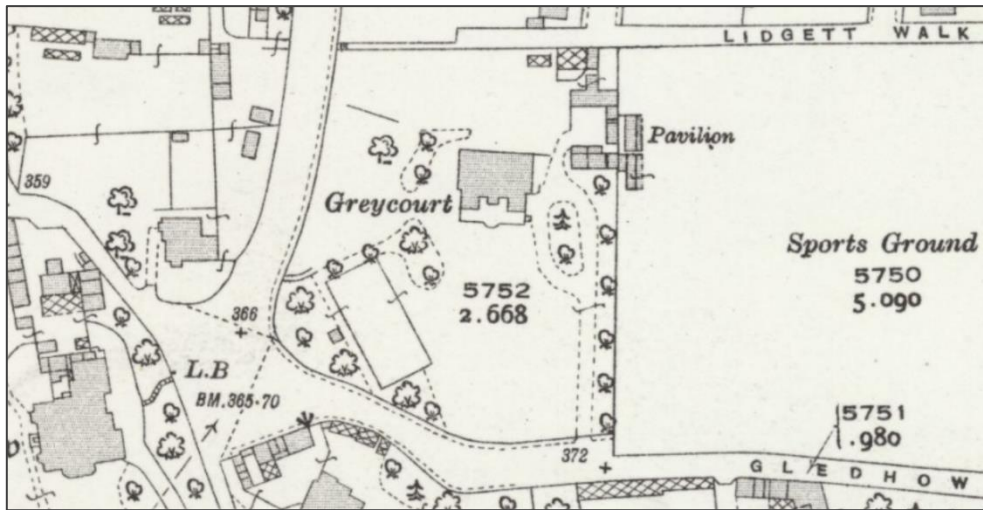 LIDGETT WALK
Pavilion
359
Greycourt
Sports Ground
5752
2.668
5750
5.090
366
L.B
BM.365.70
5751
1.980
372
GLEDHOW